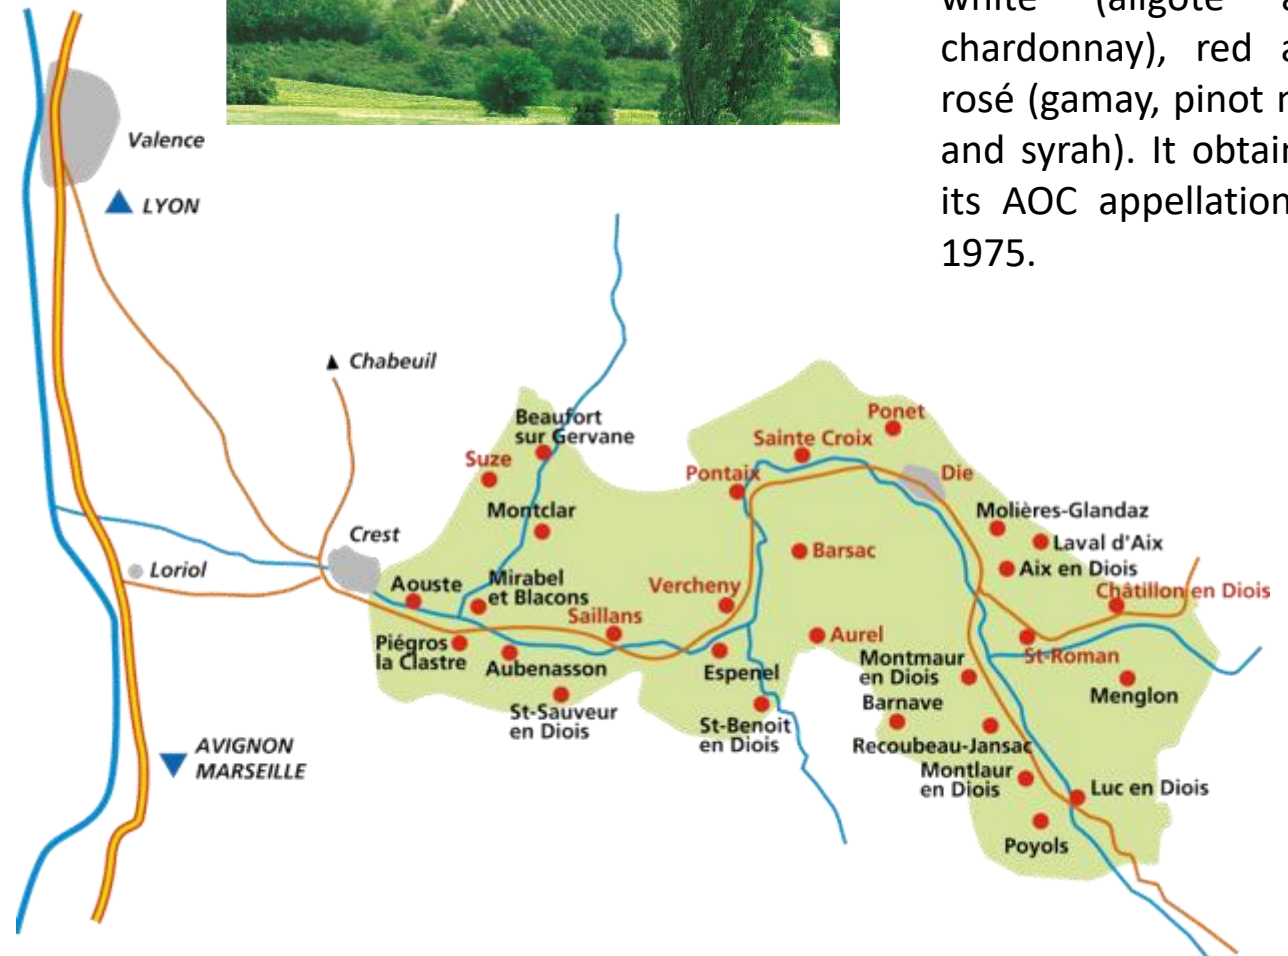 white (aligoté
chardonnay), red
rosé (gamay, pinot
and syrah). It
its AOC appellation
1975.
Valence
LYON
Chabeuil
Beaufort
sur Gervane
Suze
Montclar
Crest
Loriol
Aouste
Mirabel
et Blacons
Saillans
Piégros
la Clastre
Aubenasson
St-Sauveur
en Diois
Vercheny
Espenel
St-Benoit
en Diois
Pontaix
Sainte Croix
Ponet
Die
Barsac
Aurel
Molières-Glandaz
Laval d'Aix
Aix en Diois
Châtillon en Diois
St-Roman
Menglon
Montmaur
en Diois
Barnave
Recoubeau-Jansac
Montlaur
en Diois
Luc en Diois
Poyols
AVIGNON
MARSEILLE